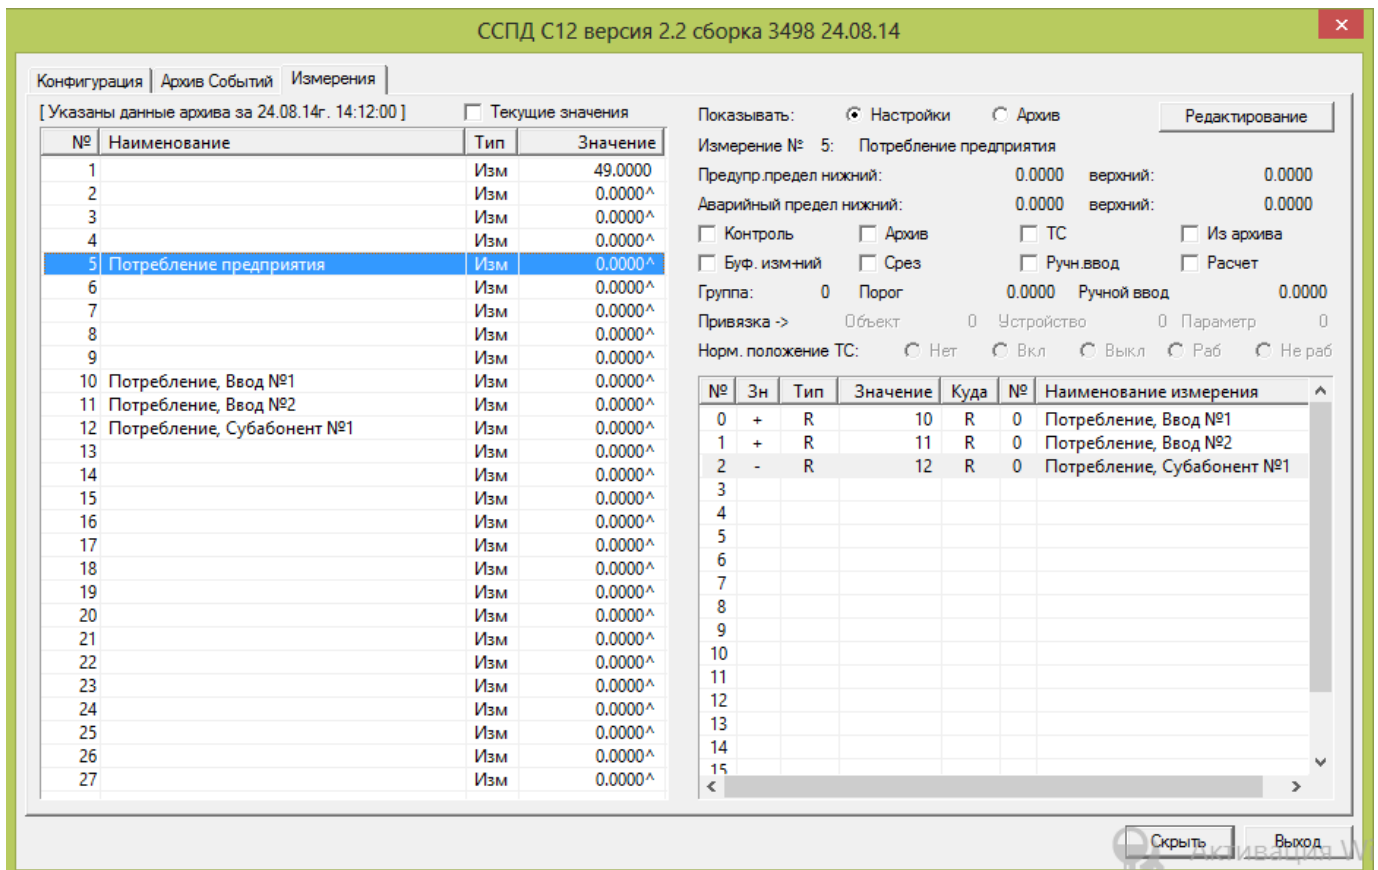 ССПД С12 версия 2.2 сборка 3498 24.08.14
Конфигурация Архив Событий Измерения
[ Указаны данные архива за 24.08.14г. 14:12:00 ] Текущие значения
№ Наименование Тип Значение
1 Изм 49.0000
2 Изм 0.0000^
3 Изм 0.0000^
4 Изм 0.0000^
5 Потребление предприятия Изм 0.0000^
6 Изм 0.0000^
7 Изм 0.0000^
8 Изм 0.0000^
9 Изм 0.0000^
10 Потребление, Ввод №1 Изм 0.0000^
11 Потребление, Ввод №2 Изм 0.0000^
12 Потребление, Субабонент №1 Изм 0.0000^
13 Изм 0.0000^
14 Изм 0.0000^
15 Изм 0.0000^
16 Изм 0.0000^
17 Изм 0.0000^
18 Изм 0.0000^
19 Изм 0.0000^
20 Изм 0.0000^
21 Изм 0.0000^
22 Изм 0.0000^
23 Изм 0.0000^
24 Изм 0.0000^
25 Изм 0.0000^
26 Изм 0.0000^
27 Изм 0.0000^
Показывать: Настройки Архив Редактирование
Измерение № 5: Потребление предприятия
Предупр.предел нижний: 0.0000 верхний: 0.0000
Аварийный предел нижний: 0.0000 верхний: 0.0000
Контроль Архив ТС Из архива
Буф. изм-ний Срез Ручн.ввод Расчет
Группа: 0 Порог 0.0000 Ручной ввод 0.0000
Привязка -> Объект 0 Устройство 0 Параметр 0
Норм. положение ТС: Нет Вкл Выкл Раб Не раб
№ Зн Тип Значение Куда № Наименование измерения
0 + R 10 R 0 Потребление, Ввод №1
1 + R 11 R 0 Потребление, Ввод №2
2 - R 12 R 0 Потребление, Субабонент №1
3
4
5
6
7
8
9
10
11
12
13
14
15
Скрыть Выход
Активация Wi